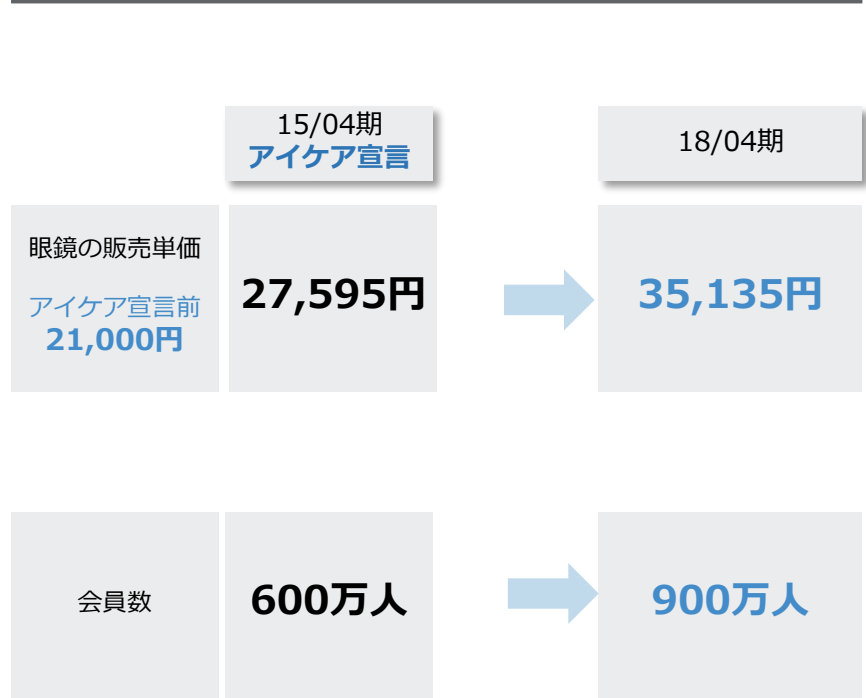 15/04期
アイケア宣言
18/04期
眼鏡の販売単価
アイケア宣言前
21,000円
27,595円
35,135円
会員数
600万人
900万人